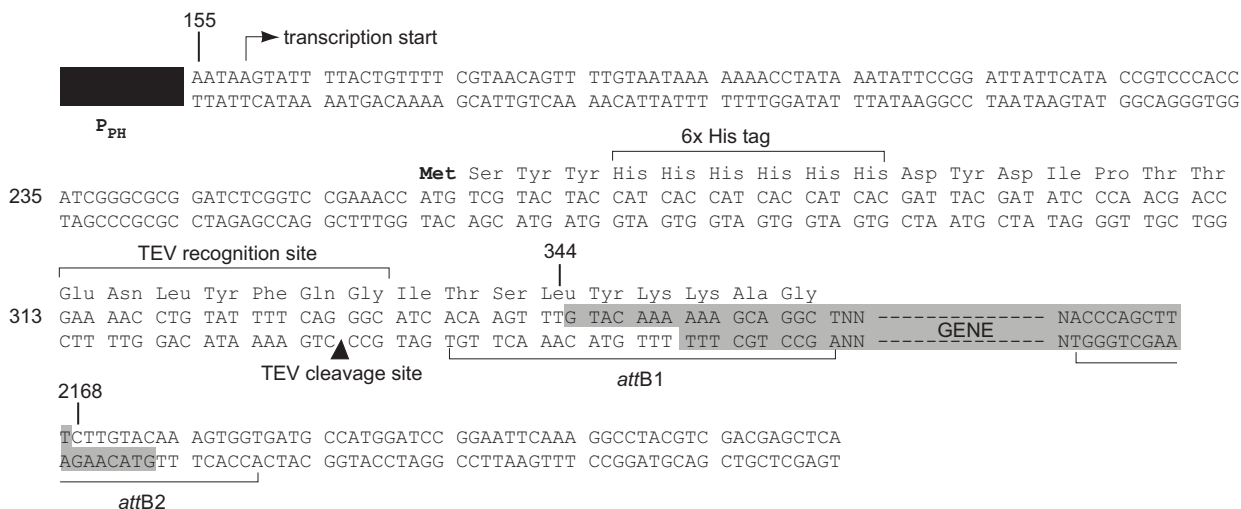 155
transcription start
AATAAGTATT TTACTGTTTT CGTAACAGTT TTGTAATAAA AAAACCTATA AATATTCCGG ATTATTCATA CCGTCCCACC
TTATTCATAA AATGACAAAA GCATTGTCAA AACATTATTT TTTTGGATAT TTATAAGGCC TAATAAGTAT GGCAGGGTGG
PPH
6x His tag
Met Ser Tyr Tyr His His His His His His Asp Tyr Asp Ile Pro Thr Thr
235 ATCGGGCGCG GATCTCGGTC CGAAACC ATG TCG TAC TAC CAT CAC CAT CAC CAT CAC GAT TAC GAT ATC CCA ACG ACC
TAGCCCGCGC CTAGAGCCAG GCTTTGG TAC AGC ATG ATG GTA GTG GTA GTG GTA GTG CTA ATG CTA TAG GGT TGC TGG
TEV recognition site
344
Glu Asn Leu Tyr Phe Gln Gly Ile Thr Ser Leu Tyr Lys Lys Ala Gly
313 GAA AAC CTG TAT TTT CAG GGC ATC ACA AGT TTG TACAAA AAA GCA GGC TNN -------------- NACCCAGCTT
CTT TTG GAC ATA AAA GTC CCG TAG TGT TCA AAC ATG TTT TTT CGT CCG ANN -------------- NTGGGTCGAA
GENE
TEV cleavage site
attB1
2168
TCTTGTACAA AGTGGTGATG CCATGGATCC GGAATTCAAA GGCCTACGTC GACGAGCTCA
AGAACATGTT TCACCACTAC GGTACCTAGG CCTTAAGTTT CCGGATGCAG CTGCTCGAGT
attB2